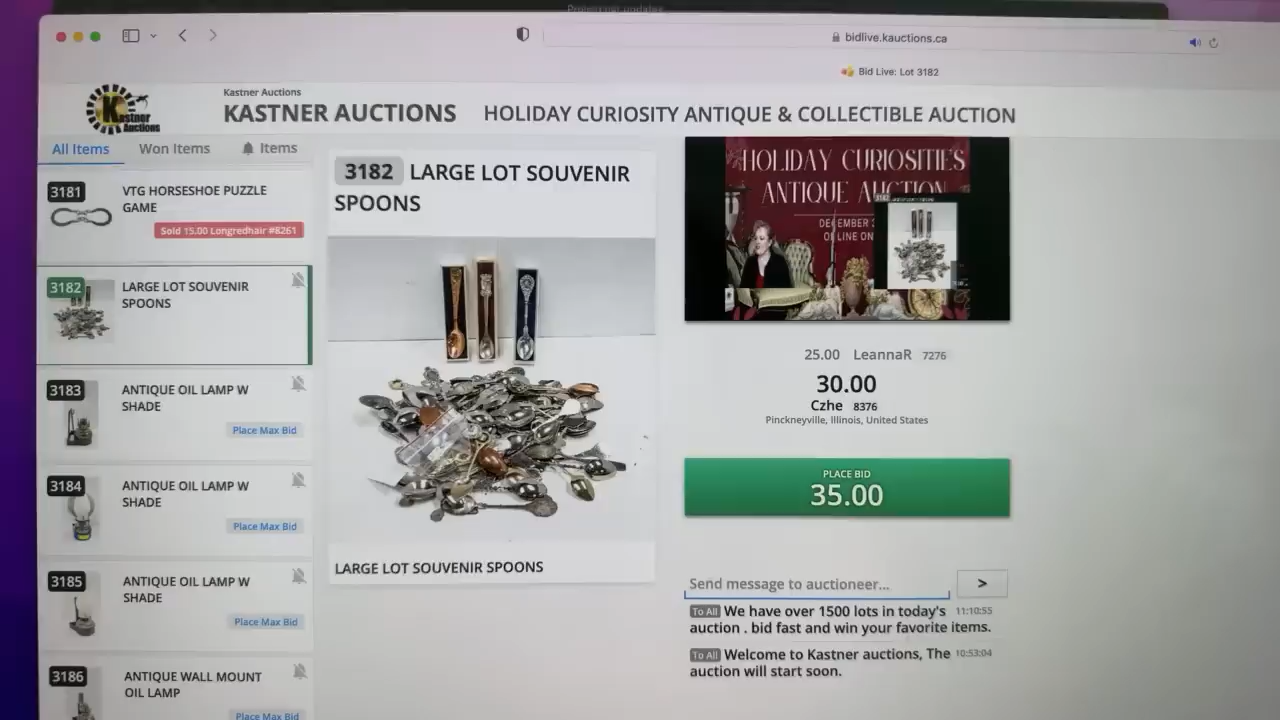 bidlive.kauctions.ca
Bid Live: Lot 3182
Kastner
Auctions
Kastner Auctions
KASTNER AUCTIONS
HOLIDAY CURIOSITY ANTIQUE & COLLECTIBLE AUCTION
All Items
Won Items
Items
3181
VTG HORSESHOE PUZZLE
GAME
Sold 15.00 Longredhair #8261
3182
LARGE LOT SOUVENIR
SPOONS
3183
ANTIQUE OIL LAMP W
SHADE
Place Max Bid
3184
ANTIQUE OIL LAMP W
SHADE
Place Max Bid
3185
ANTIQUE OIL LAMP W
SHADE
Place Max Bid
3186
ANTIQUE WALL MOUNT
OIL LAMP
Place Max Bid
3182 LARGE LOT SOUVENIR
SPOONS
LARGE LOT SOUVENIR SPOONS
HOLIDAY CURIOSITIES
ANTIQUE AUCTION
25.00 LeannaR 7276
30.00
Czhe 8376
Pinckneyville, Illinois, United States
PLACE BID
35.00
Send message to auctioneer...
>
To All We have over 1500 lots in today's 11:10:55
auction . bid fast and win your favorite items.
To All Welcome to Kastner auctions, The 10:53:04
auction will start soon.